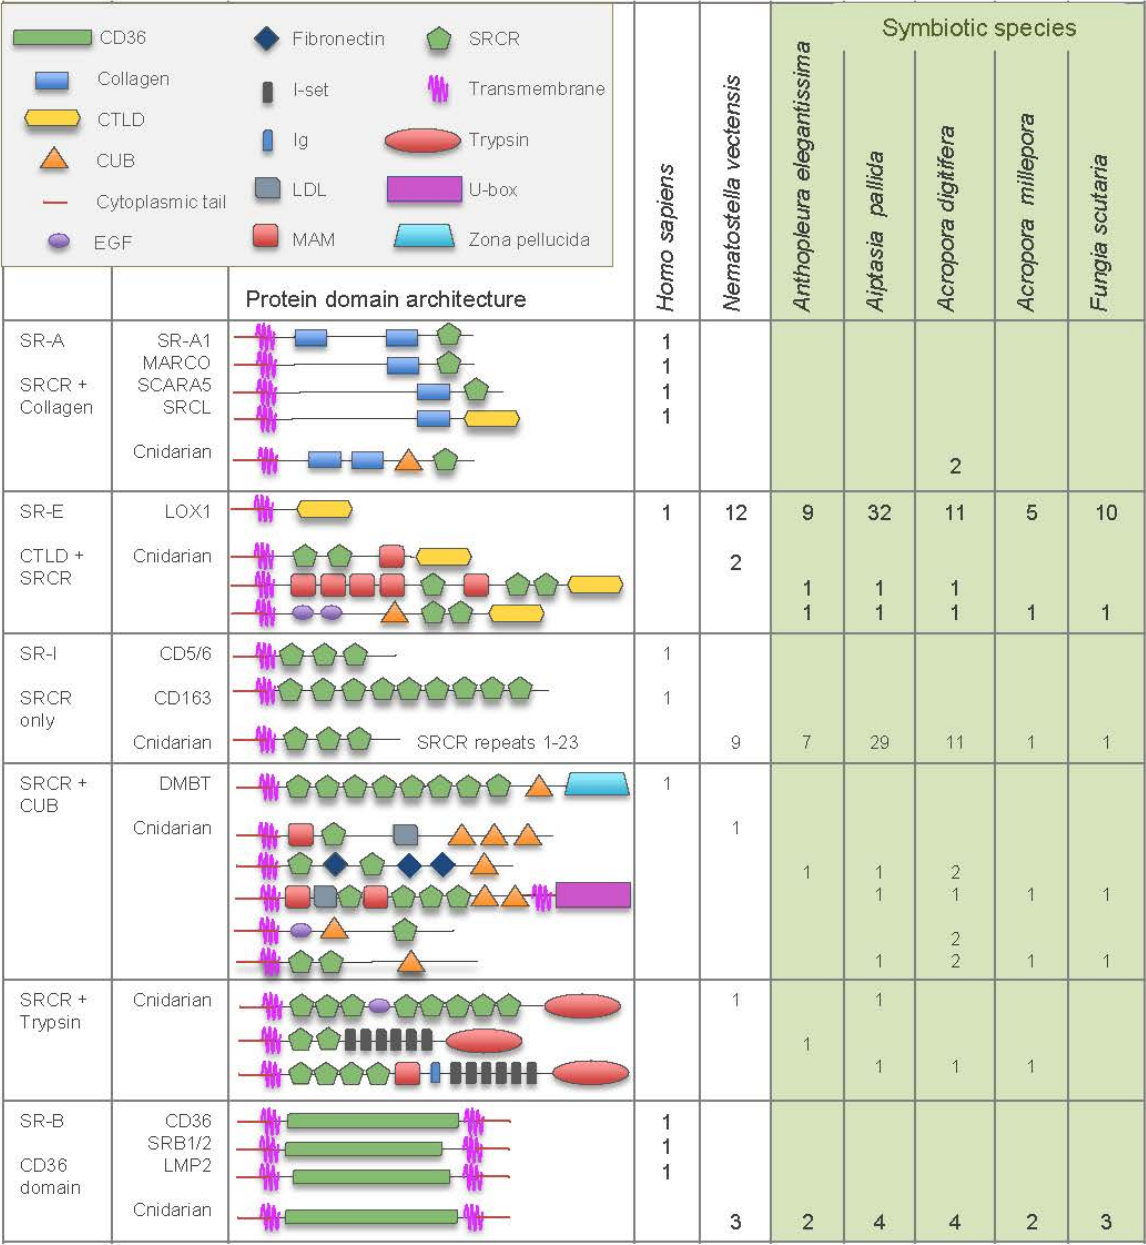 CD36 Fibronectin SRCR
Collagen I-set Transmembrane
CTLD Ig Trypsin
CUB LDL U-box
Cytoplasmic tail MAM Zona pellucida
EGF
Symbiotic species
Homo sapiens
Nematostella vectensis
Anthopleura elegantissima
Aiptasia pallida
Acropora digitifera
Acropora millepora
Fungia scutaria
Protein domain architecture
SR-A SR-A1 1
MARCO 1
SRCR + SCARA5 1
Collagen SRCL 1
Cnidarian 2
SR-E LOX1 1 12 9 32 11 5 10
CTLD + Cnidarian 2
SRCR 1 1 1
1 1 1 1 1
SR-I CD5/6 1
SRCR CD163 1
only
Cnidarian SRCR repeats 1-23 9 7 29 11 1 1
SRCR + DMBT 1
CUB
Cnidarian 1
1 1 2
1 1 1 1
2
1 2 1 1
SRCR + Cnidarian 1 1
Trypsin
1
1 1 1
SR-B CD36 1
SRB1/2 1
CD36 LMP2 1
domain
Cnidarian 3 2 4 4 2 3